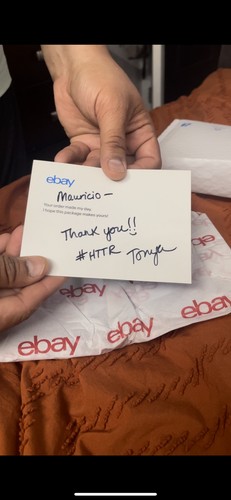 ebay
Mauricio –
Your order made my day.
I hope this package makes yours!
Thank you!!
#HTTR Tonya
ebay
ebay
ebay
ebay